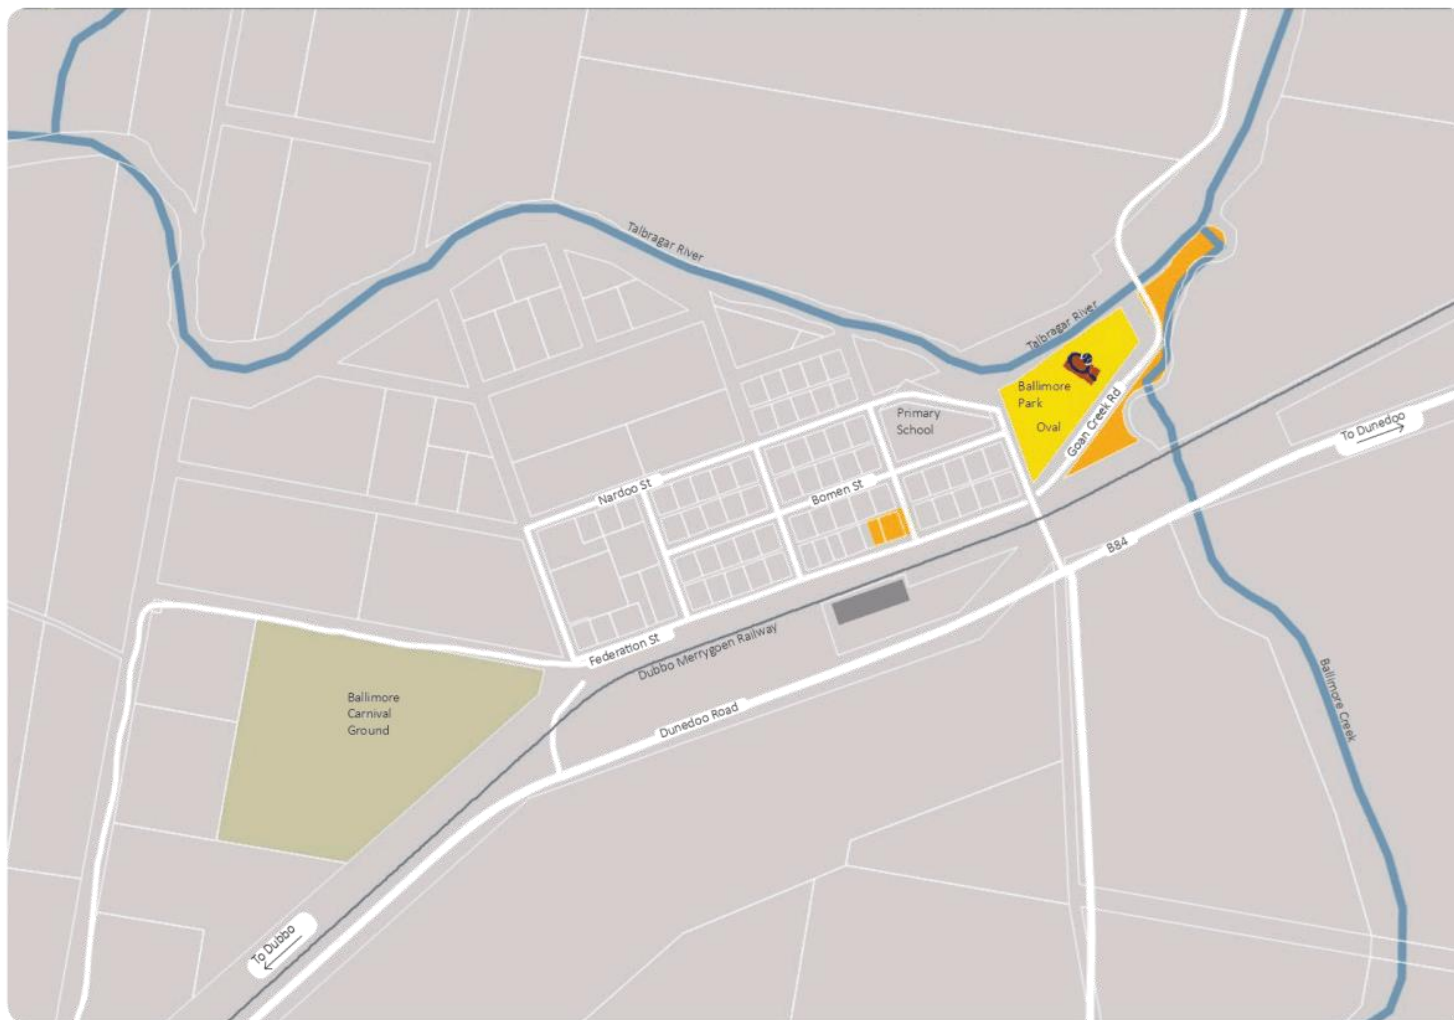 Talbragar River
Talbragar River
Ballimore
Park
Oval
Goan Creek Rd
Primary
School
To Dunedoo
Nardoo St
Bomen St
B84
Federation St
Dubbo Merrygoen Railway
Ballimore
Carnival
Ground
Dunedoo Road
Ballimore Creek
To Dubbo